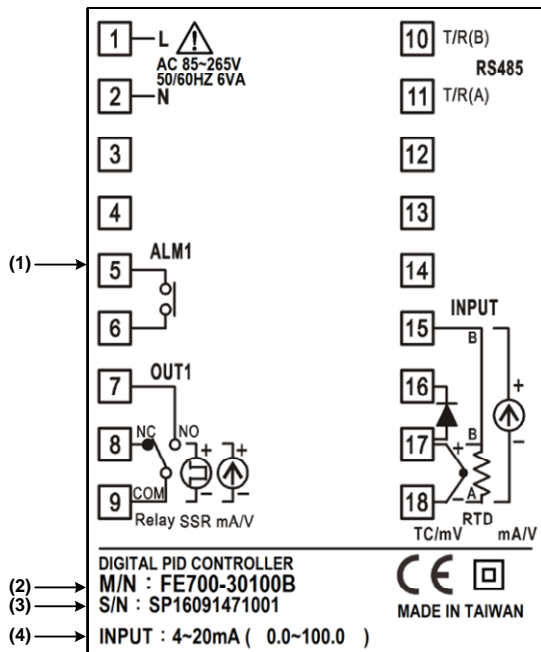 1 L
AC 85~265V
50/60HZ 6VA
2 N
3
4
(1)
5 ALM1
6
7 OUT1
8 NC NO + +
9 COM - -
Relay SSR mA/V
10 T/R(B)
RS485
11 T/R(A)
12
13
14
INPUT
15 B
16 +
17 + B -
18 - A
RTD
TC/mV mA/V
DIGITAL PID CONTROLLER
(2) M/N : FE700-30100B
(3) S/N : SP16091471001
(4) INPUT : 4~20mA ( 0.0~100.0 )
CE
MADE IN TAIWAN